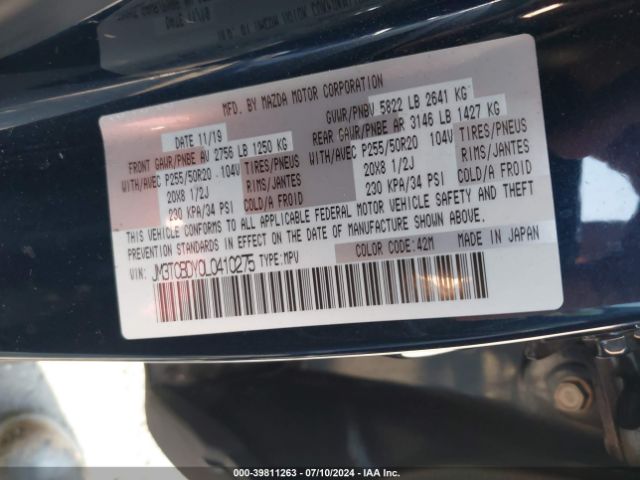 MFD. BY MAZDA MOTOR CORPORATION
DATE 11/19 GVWR/PNBV 5822 LB 2641 KG
FRONT GAWR/PNBE AV 2756 LB 1250 KG REAR GAWR/PNBE AR 3146 LB 1427 KG
WITH/AVEC P255/50R20 104V TIRES/PNEUS WITH/AVEC P255/50R20 104V TIRES/PNEUS
20X8 1/2J RIMS/JANTES 20X8 1/2J RIMS/JANTES
230 KPA/34 PSI COLD/A FROID 230 KPA/34 PSI COLD/A FROID
THIS VEHICLE CONFORMS TO ALL APPLICABLE FEDERAL MOTOR VEHICLE SAFETY AND THEFT
PREVENTION STANDARDS IN EFFECT ON THE DATE OF MANUFACTURE SHOWN ABOVE.
VIN: JM3TCBDY0L0410275 TYPE:MPV COLOR CODE:42M MADE IN JAPAN
000-39811263 - 07/10/2024 - IAA Inc.